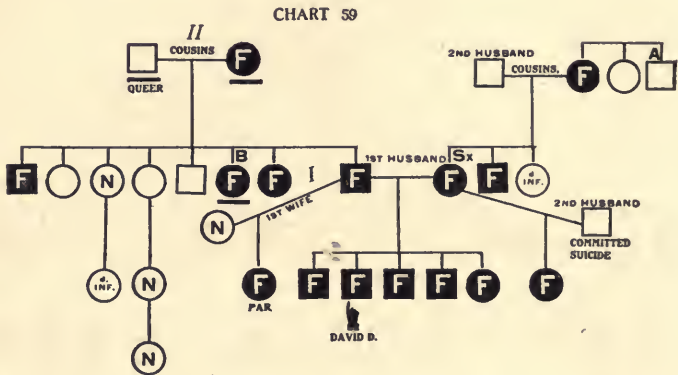 CHART 59
II
COUSINS
QUEER
F
2ND HUSBAND
COUSINS.
F
A
F
N
B
F
F
I
F
1ST HUSBAND
Sx
F
F
d.
INF.
N
1ST WIFE
2ND HUSBAND
COMMITTED
SUICIDE
d.
INF.
N
F
PAR
F
F
F
F
F
F
DAVID D.
N